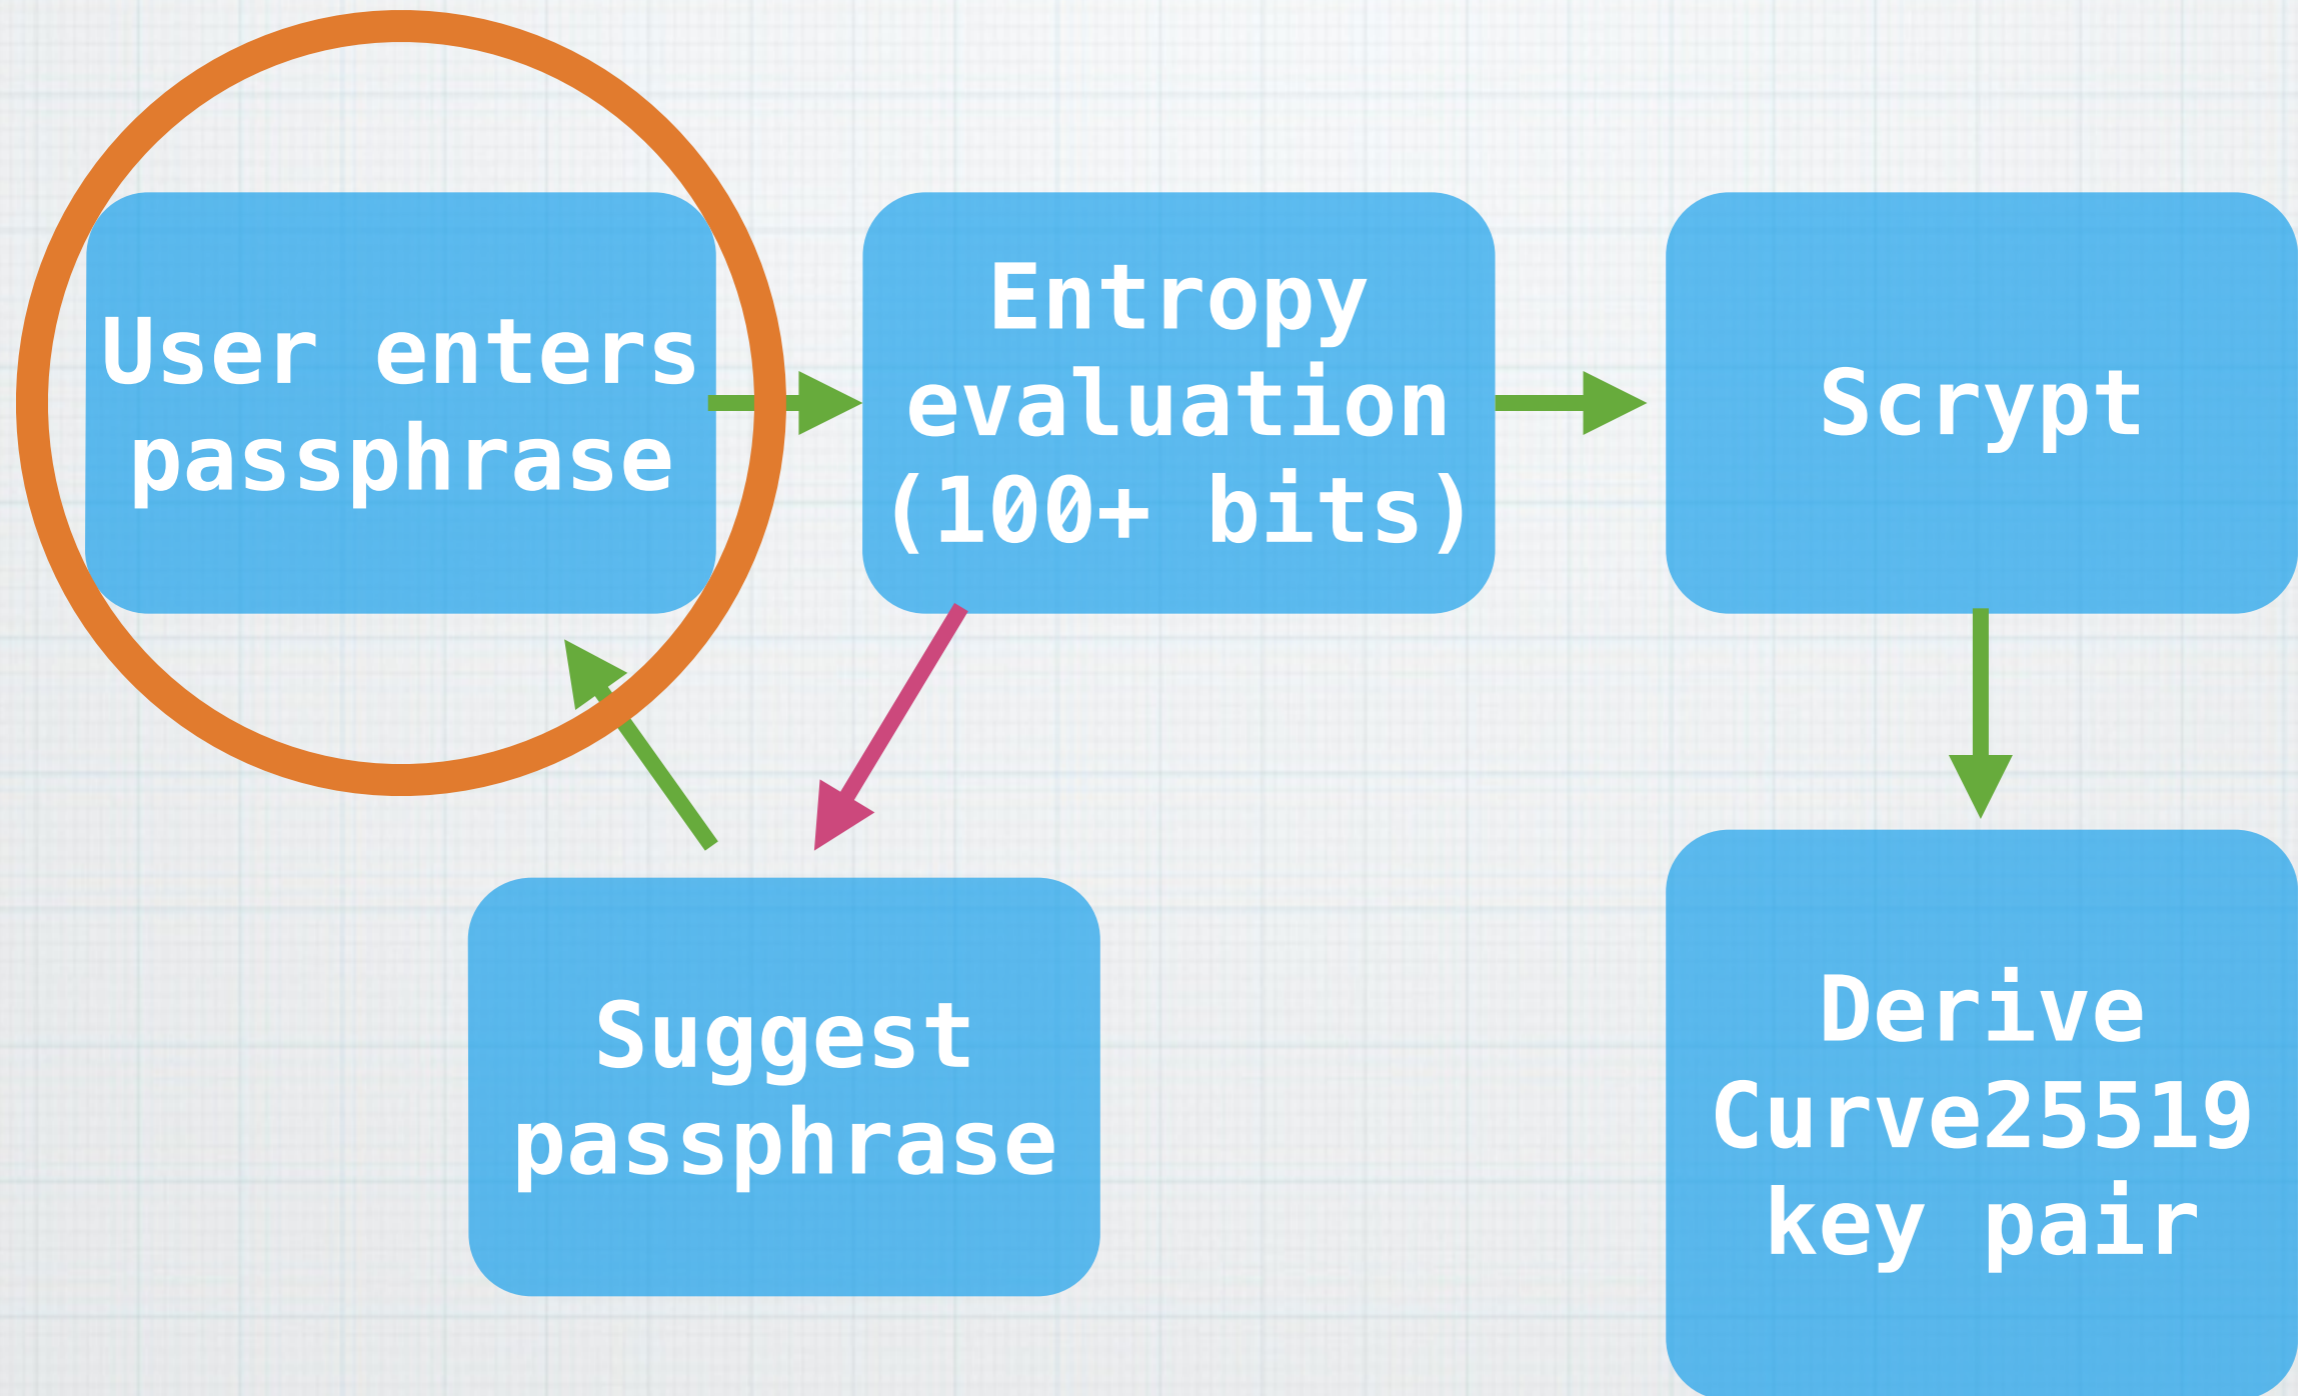 User enters
passphrase
Entropy
evaluation
(100+ bits)
Scrypt
Suggest
passphrase
Derive
Curve25519
key pair